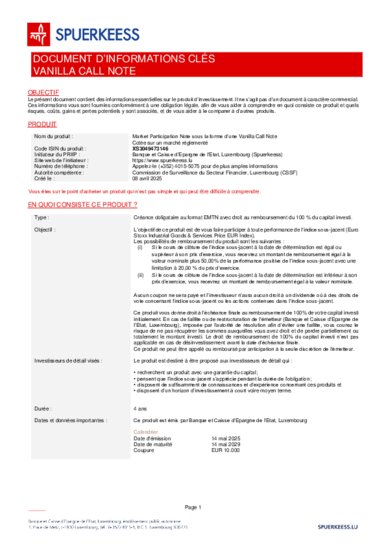 SPUERKEESS
DOCUMENT D'INFORMATIONS CLÉS
VANILLA CALL NOTE
OBJECTIF
Le présent document contient des informations essentielles sur le produit d'investissement. Il ne s'agit pas d'un document à caractère commercial.
Ces informations vous sont fournies conformément à une obligation légale, afin de vous aider à comprendre en quoi consiste ce produit et quels
risques, coûts, gains et pertes potentiels y sont associés, et de vous aider à le comparer à d'autres produits.
PRODUIT
Nom du produit : Market Participation Note sous la forme d'une Vanilla Call Note
Cotée sur un marché réglementé
Code ISIN du produit : XS3049473146
Initiateur du PRIIP : Banque et Caisse d'Epargne de l'Etat, Luxembourg (Spuerkeess)
Site web de l'initiateur : https://www.spuerkeess.lu
Numéro de téléphone : Appelez-le (+352) 4015-5075 pour de plus amples informations
Autorité compétente : Commission de Surveillance du Secteur Financier, Luxembourg (CSSF)
Créé le : 08 avril 2025
Vous êtes sur le point d'acheter un produit qui n'est pas simple et qui peut être difficile à comprendre.
EN QUOI CONSISTE CE PRODUIT ?
Type : Créance obligataire au format EMTN avec droit au remboursement du 100 % du capital investi.
Objectif : L'objectif de ce produit est de vous faire participer à toute performance de l'indice sous-jacent (Euro
Stoxx Industrial Goods & Services Price EUR Index).
Les possibilités de remboursement du produit sont les suivantes :
(i) Si le cours de clôture de l'indice sous-jacent à la date de détermination est égal ou
supérieur à son prix d'exercice, vous recevrez un montant de remboursement égal à la
valeur nominale plus 50,00% de la performance positive de l'indice sous-jacent avec une
limitation à 20,00 % du prix d'exercice.
(ii) Si le cours de clôture de l'indice sous-jacent à la date de détermination est inférieur à son
prix d'exercice, vous recevrez un montant de remboursement égal à la valeur nominale.
Aucun coupon ne sera payé et l'investisseur n'aura aucun droit à un dividende ou à des droits de
vote concernant l'indice sous-jacent ou les actions contenues dans l'indice sous-jacent.
Ce produit vous donne droit à l'échéance finale au remboursement de 100% de votre capital investi
initialement. En cas de faillite ou de restructuration de l'émetteur (Banque et Caisse d'Epargne de
l'Etat, Luxembourg), imposée par l'autorité de résolution afin d'éviter une faillite, vous courez le
risque de ne pas récupérer les sommes auxquelles vous avez droit et de perdre partiellement ou
totalement le montant investi. Le droit de remboursement de 100% du capital investi n'est pas
applicable en cas de désinvestissement avant la date d'échéance finale.
Ce produit ne peut être appelé ou remboursé par anticipation à la seule discrétion de l'émetteur.
Investisseurs de détail visés : Le produit est destiné à être proposé aux investisseurs de détail qui :
• recherchent un produit avec une garantie du capital;
• pensent que l'indice sous-jacent s'apprécie pendant la durée de l'obligation;
• disposent de suffisamment de connaissances et d'expérience concernant ces produits et
• disposent d'un horizon d'investissement à court voire moyen terme.
Durée : 4 ans
Dates et données importantes : Ce produit est émis par Banque et Caisse d'Epargne de l'Etat, Luxembourg
Calendrier
Date d'émission 14 mai 2025
Date de maturité 14 mai 2029
Coupure EUR 10.000
Page 1
Banque et Caisse d'Epargne de l'Etat, Luxembourg, établissement public autonome
SPUERKEESS.LU